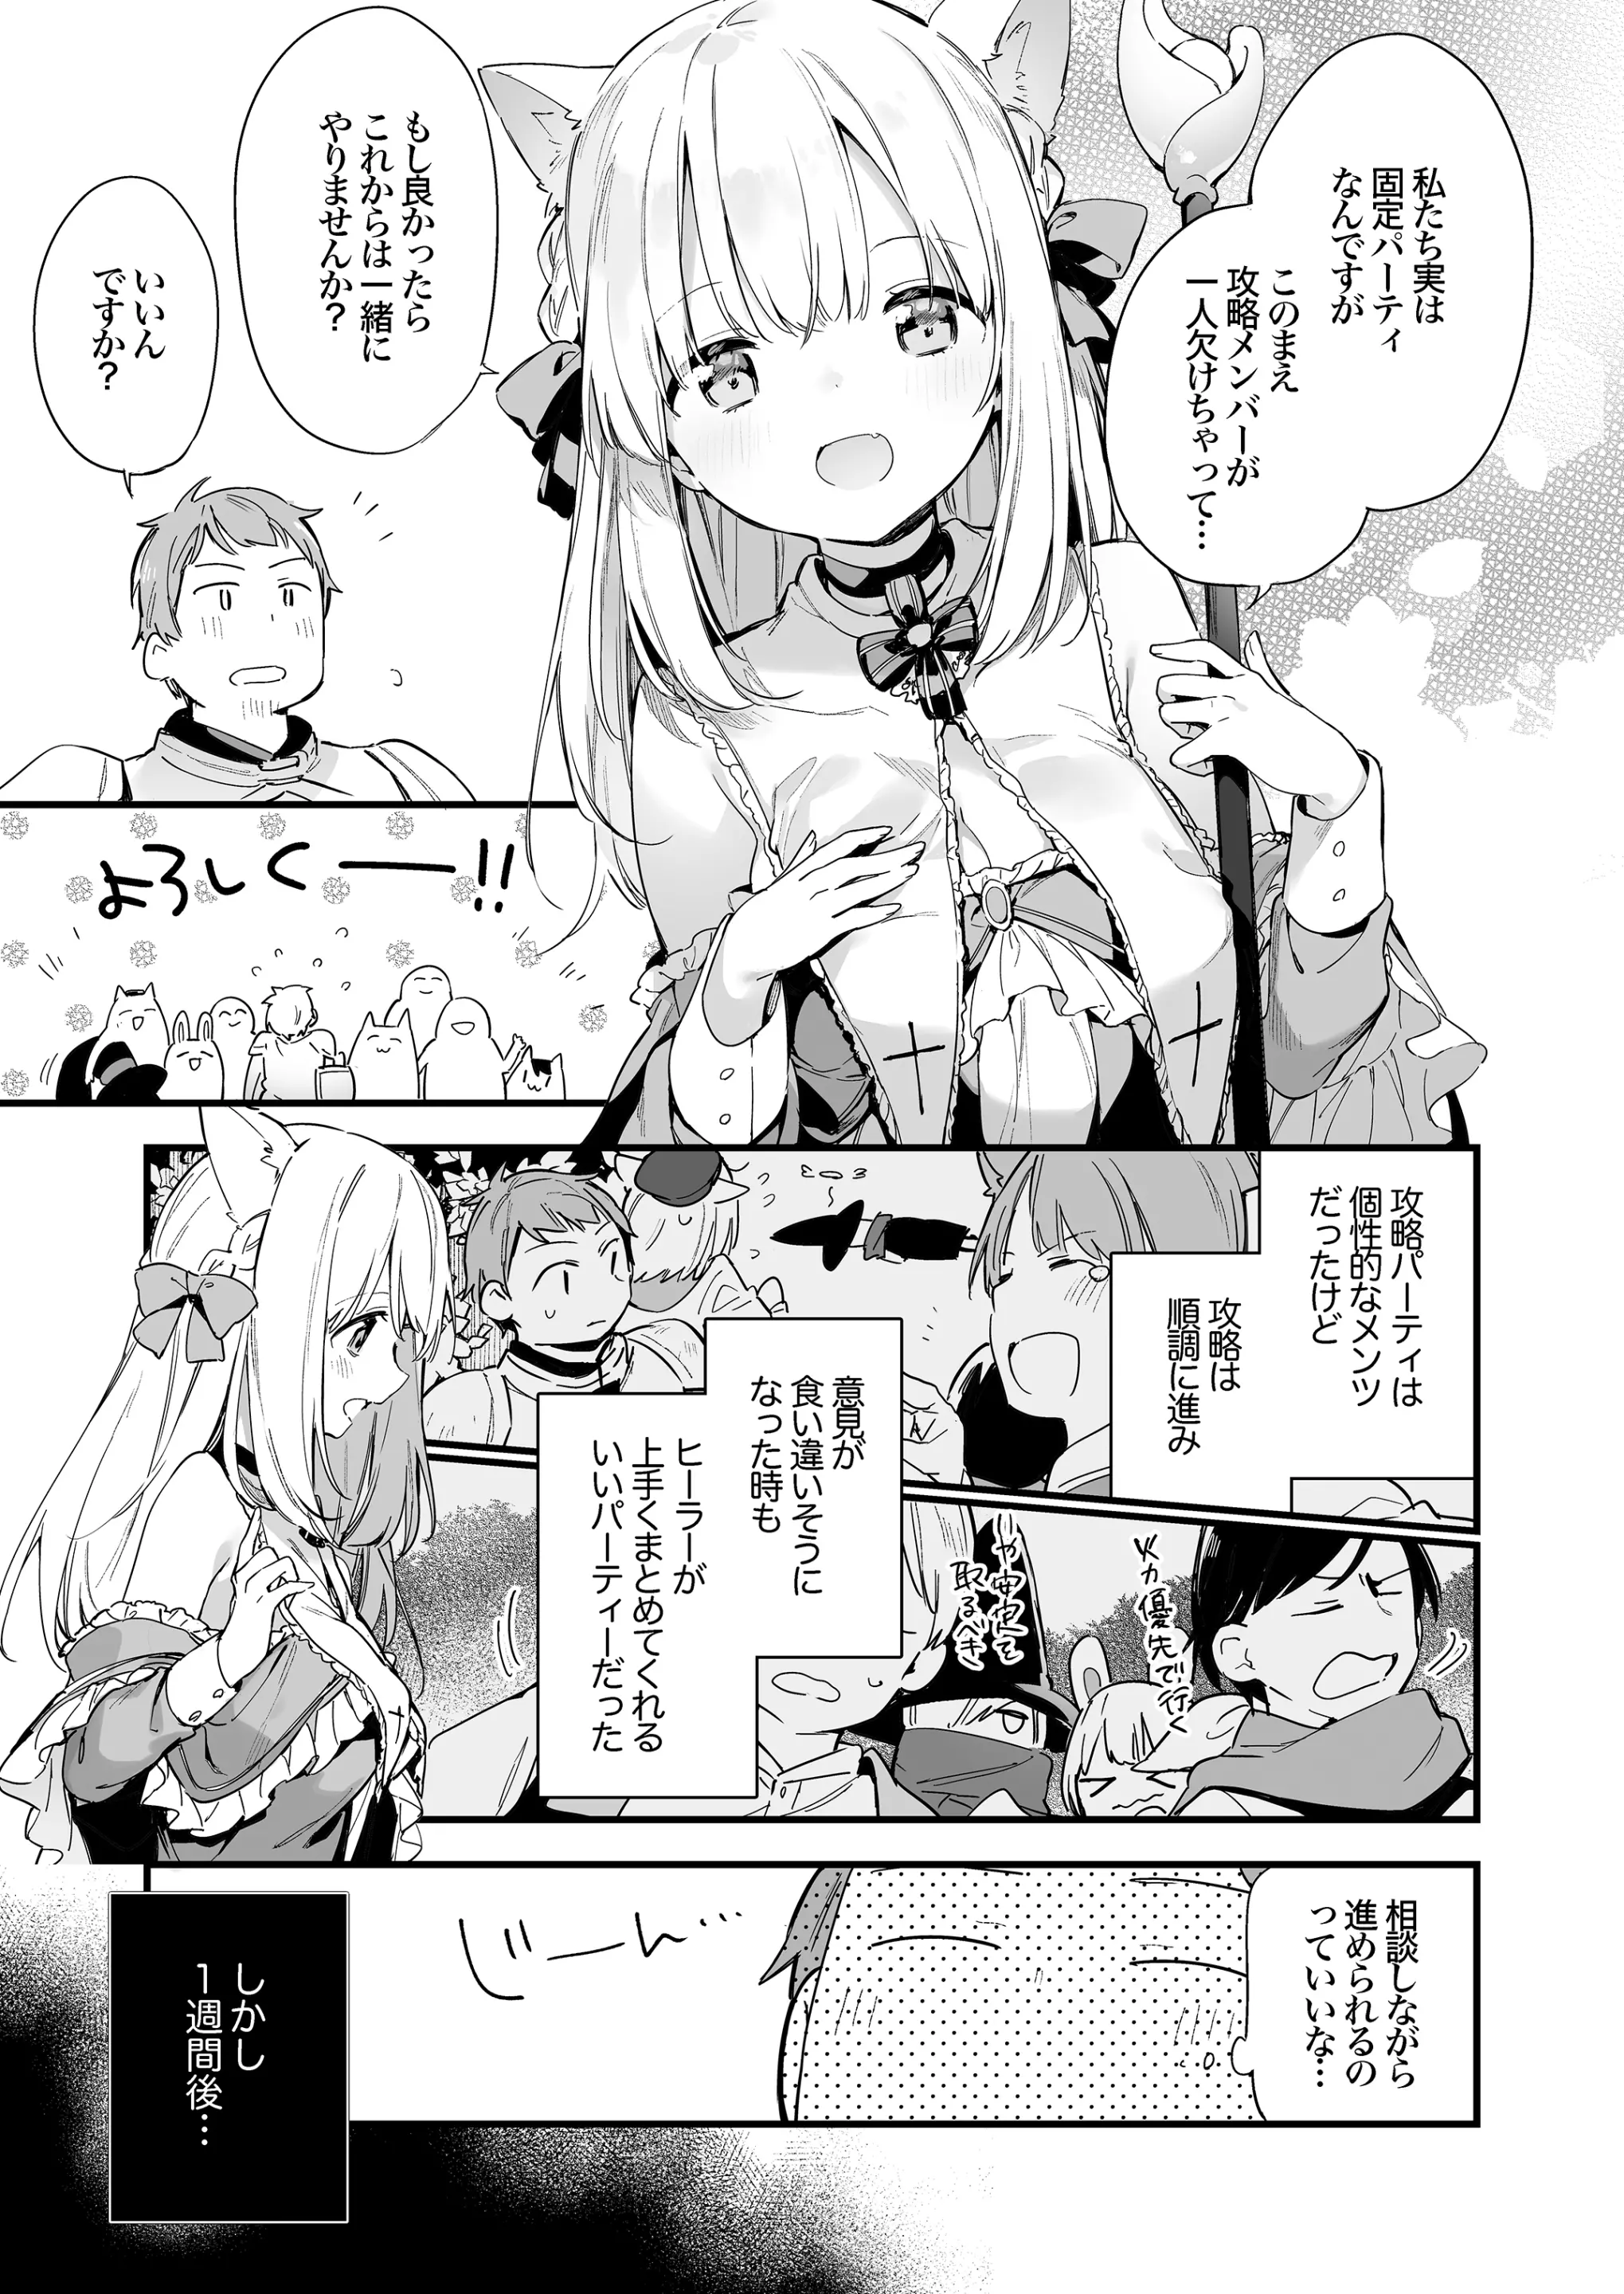 私たち実は
固定パーティ
なんですが
このまえ
攻略メンバーが
一人欠けちゃって…
もし良かったら
これからは一緒に
やりませんか?
いいん
ですか?
よろしくー!!
攻略パーティは
個性的なメンツ
だったけど
攻略は
順調に進み
火力優先で行く
いや安定を
取るべき
意見が
食い違いそうに
なった時も
ヒーラーが
上手くまとめてくれる
いいパーティーだった
相談しながら
進められるの
っていいな…
じーん…
しかし
1週間後…